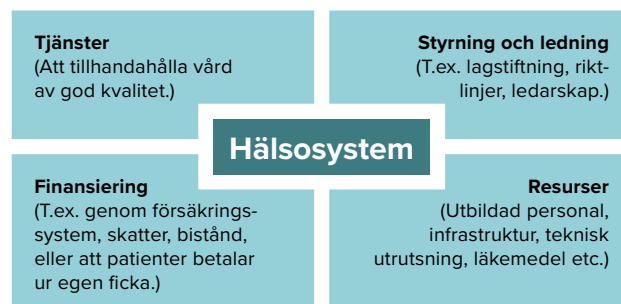 Tjänster
(Att tillhandahålla vård
av god kvalitet.)
Styrning och ledning
(T.ex. lagstiftning, rikt-
linjer, ledarskap.)
Hälsosystem
Finansiering
(T.ex. genom försäkrings-
system, skatter, bistånd,
eller att patienter betalar
ur egen ficka.)
Resurser
(Utbildad personal,
infrastruktur, teknisk
utrutsning, läkemedel etc.)